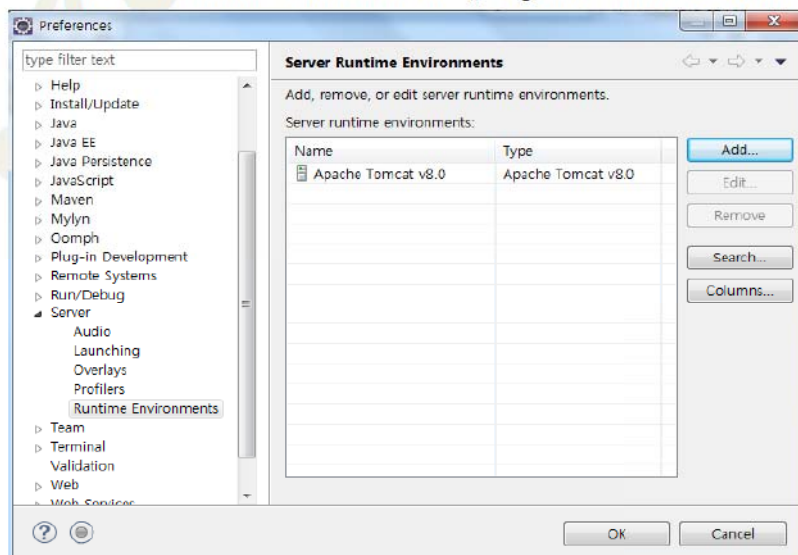 Preferences
type filter text
Help
Install/Update
Java
Java EE
Java Persistence
JavaScript
Maven
Mylyn
Oomph
Plug-in Development
Remote Systems
Run/Debug
Server
Audio
Launching
Overlays
Profilers
Runtime Environments
Team
Terminal
Validation
Web
Web Services
Server Runtime Environments
Add, remove, or edit server runtime environments.
Server runtime environments:
Name Type
Apache Tomcat v8.0 Apache Tomcat v8.0
Add...
Edit...
Remove
Search...
Columns...
OK Cancel